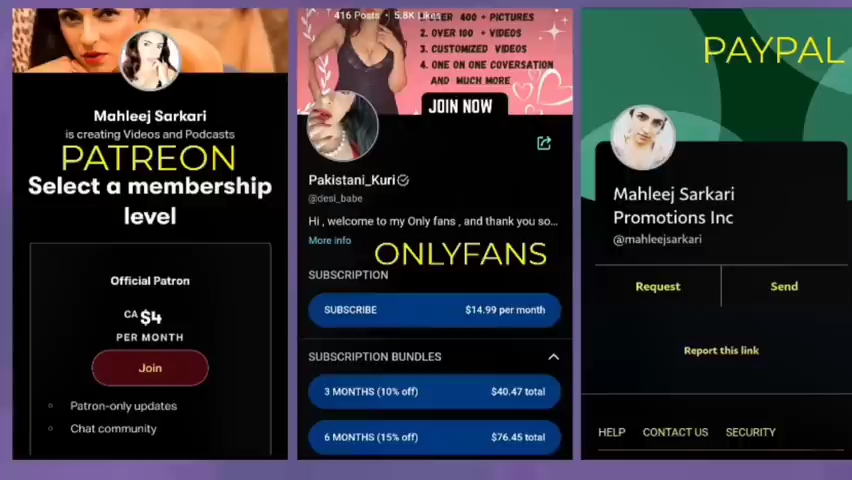 Mahleej Sarkari
is creating Videos and Podcasts
PATREON
Select a membership
level
Official Patron
CA $4
PER MONTH
Join
Patron-only updates
Chat community
416 Posts • 5.8K Likes
OVER 400 + PICTURES
2. OVER 100 + VIDEOS
3. CUSTOMIZED VIDEOS
4. ONE ON ONE COVERSATION
AND MUCH MORE
JOIN NOW
Pakistani_Kuri
@desi_babe
Hi , welcome to my Only fans , and thank you so...
More info
ONLYFANS
SUBSCRIPTION
SUBSCRIBE $14.99 per month
SUBSCRIPTION BUNDLES
3 MONTHS (10% off) $40.47 total
6 MONTHS (15% off) $76.45 total
PAYPAL
Mahleej Sarkari
Promotions Inc
@mahleejsarkari
Request Send
Report this link
HELP CONTACT US SECURITY